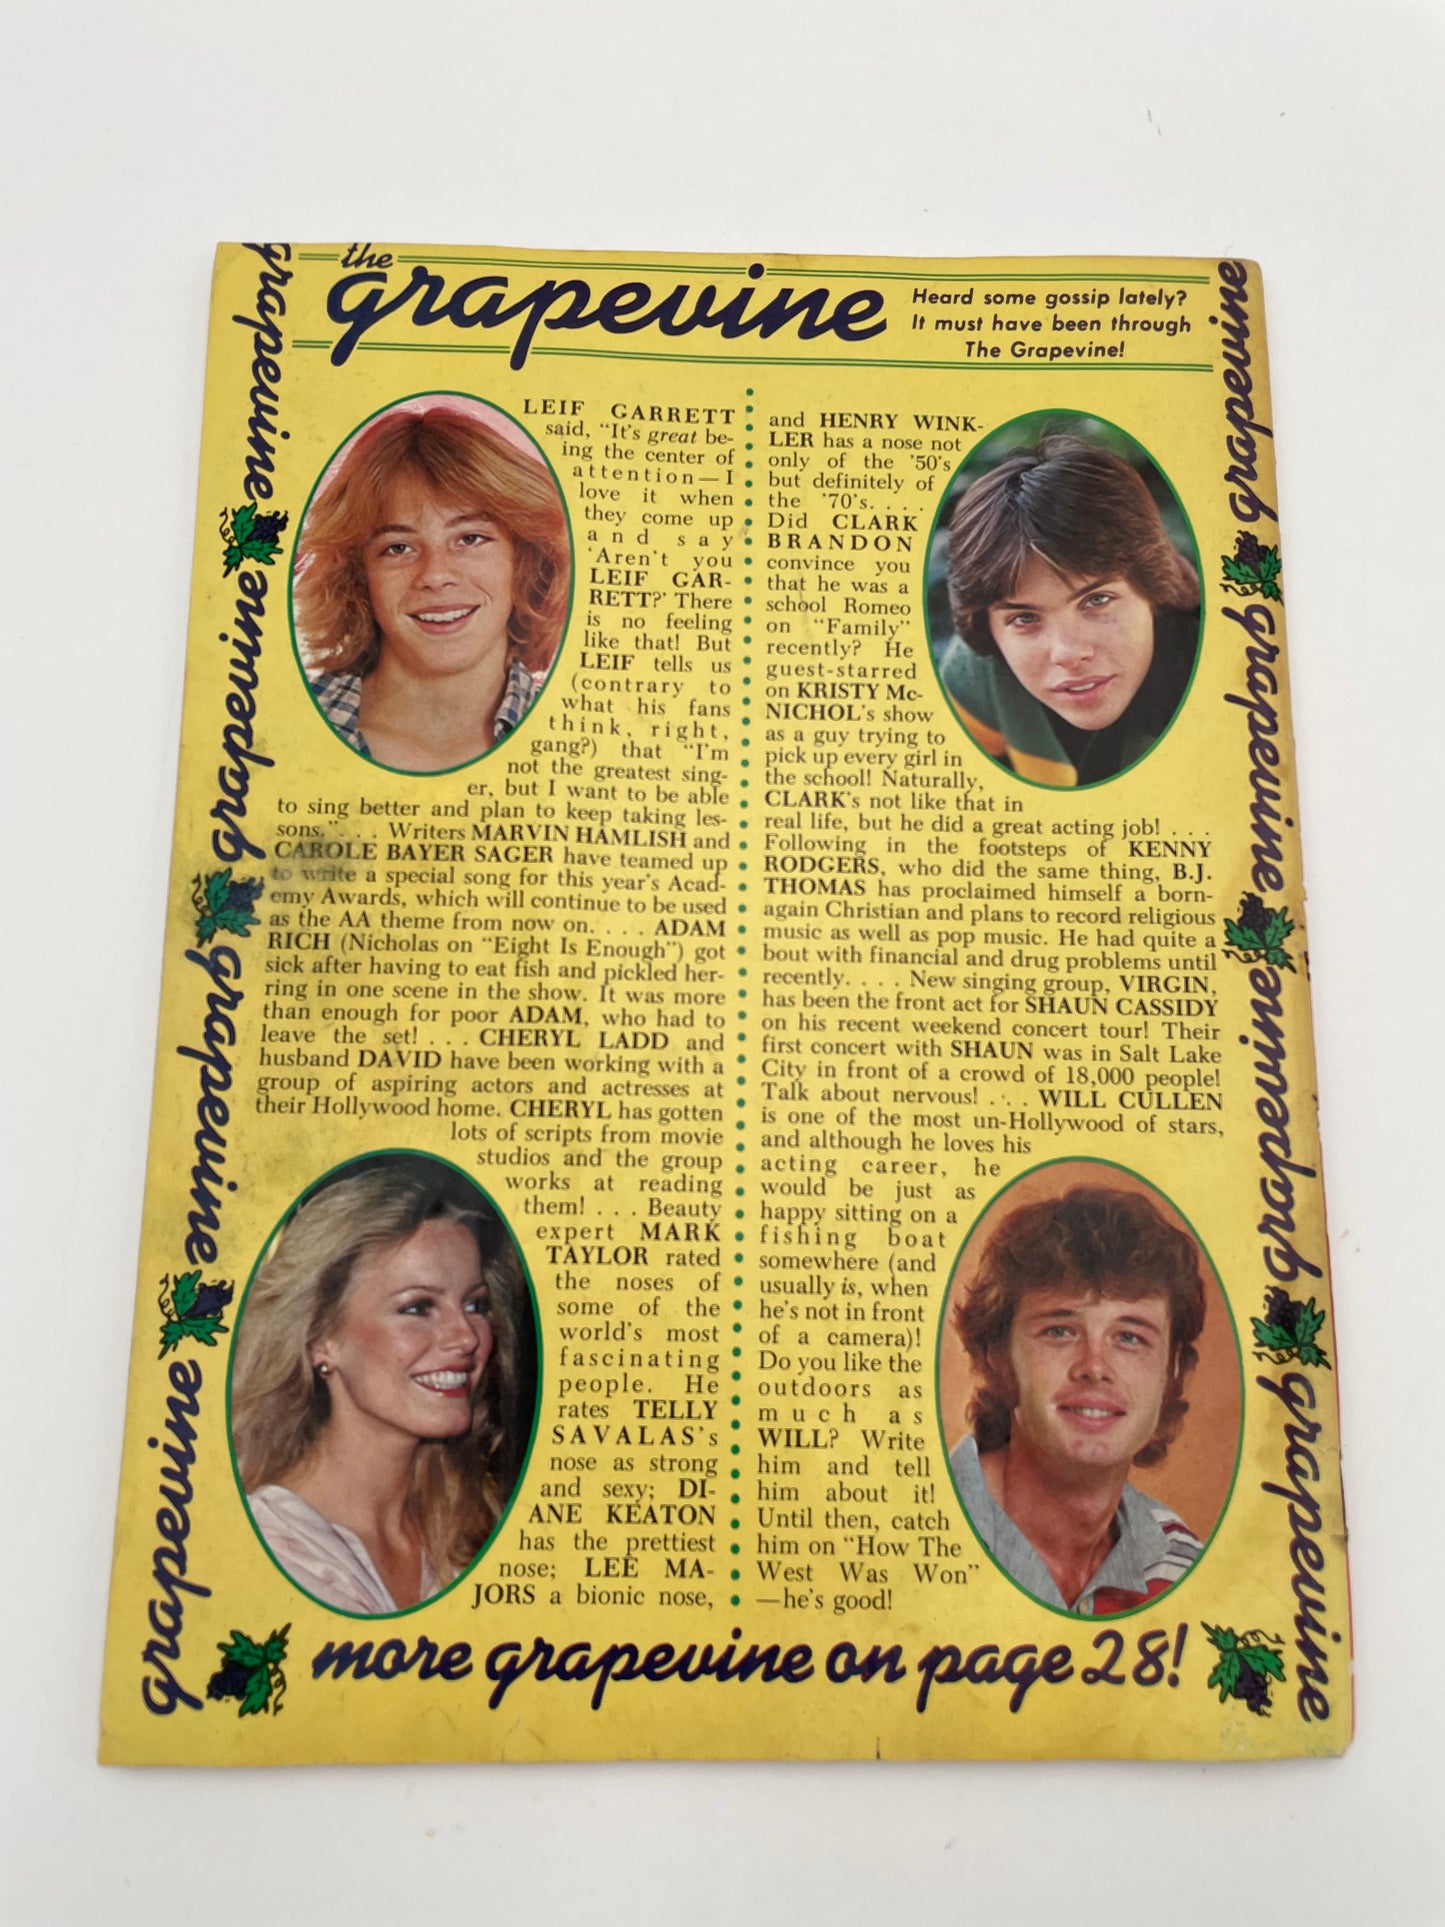 the
grapevine
Heard some gossip lately?
It must have been through
The Grapevine!
LEIF GARRETT
said, "It's great be-
ing the center of
attention—I
love it when
they come up
and say
'Aren't you
LEIF GAR-
RETT?' There
is no feeling
like that! But
LEIF tells us
(contrary to
what his fans
think, right,
gang?) that "I'm
not the greatest sing-
er, but I want to be able
to sing better and plan to keep taking les-
sons." . . . Writers MARVIN HAMLISH and
CAROLE BAYER SAGER have teamed up
to write a special song for this year's Acad-
emy Awards, which will continue to be used
as the AA theme from now on. . . . ADAM
RICH (Nicholas on "Eight Is Enough") got
sick after having to eat fish and pickled her-
ring in one scene in the show. It was more
than enough for poor ADAM, who had to
leave the set! . . . CHERYL LADD and
husband DAVID have been working with a
group of aspiring actors and actresses at
their Hollywood home. CHERYL has gotten
lots of scripts from movie
studios and the group
works at reading
them! . . . Beauty
expert MARK
TAYLOR rated
the noses of
some of the
world's most
fascinating
people. He
rates TELLY
SAVALAS's
nose as strong
and sexy; DI-
ANE KEATON
has the prettiest
nose; LEE MA-
JORS a bionic nose,
and HENRY WINK-
LER has a nose not
only of the '50's
but definitely of
the '70's. . . .
Did CLARK
BRANDON
convince you
that he was a
school Romeo
on "Family"
recently? He
guest-starred
on KRISTY Mc-
NICHOL's show
as a guy trying to
pick up every girl in
the school! Naturally,
CLARK's not like that in
real life, but he did a great acting job! . . .
Following in the footsteps of KENNY
RODGERS, who did the same thing, B.J.
THOMAS has proclaimed himself a born-
again Christian and plans to record religious
music as well as pop music. He had quite a
bout with financial and drug problems until
recently. . . . New singing group, VIRGIN,
has been the front act for SHAUN CASSIDY
on his recent weekend concert tour! Their
first concert with SHAUN was in Salt Lake
City in front of a crowd of 18,000 people!
Talk about nervous! . . . WILL CULLEN
is one of the most un-Hollywood of stars,
and although he loves his
acting career, he
would be just as
happy sitting on a
fishing boat
somewhere (and
usually is, when
he's not in front
of a camera)!
Do you like the
outdoors as
much as
WILL? Write
him and tell
him about it!
Until then, catch
him on "How The
West Was Won"
—he's good!
more grapevine on page 28!
grapevine
grapevine
grapevine
grapevine
grapevine
grapevine
grapevine
grapevine